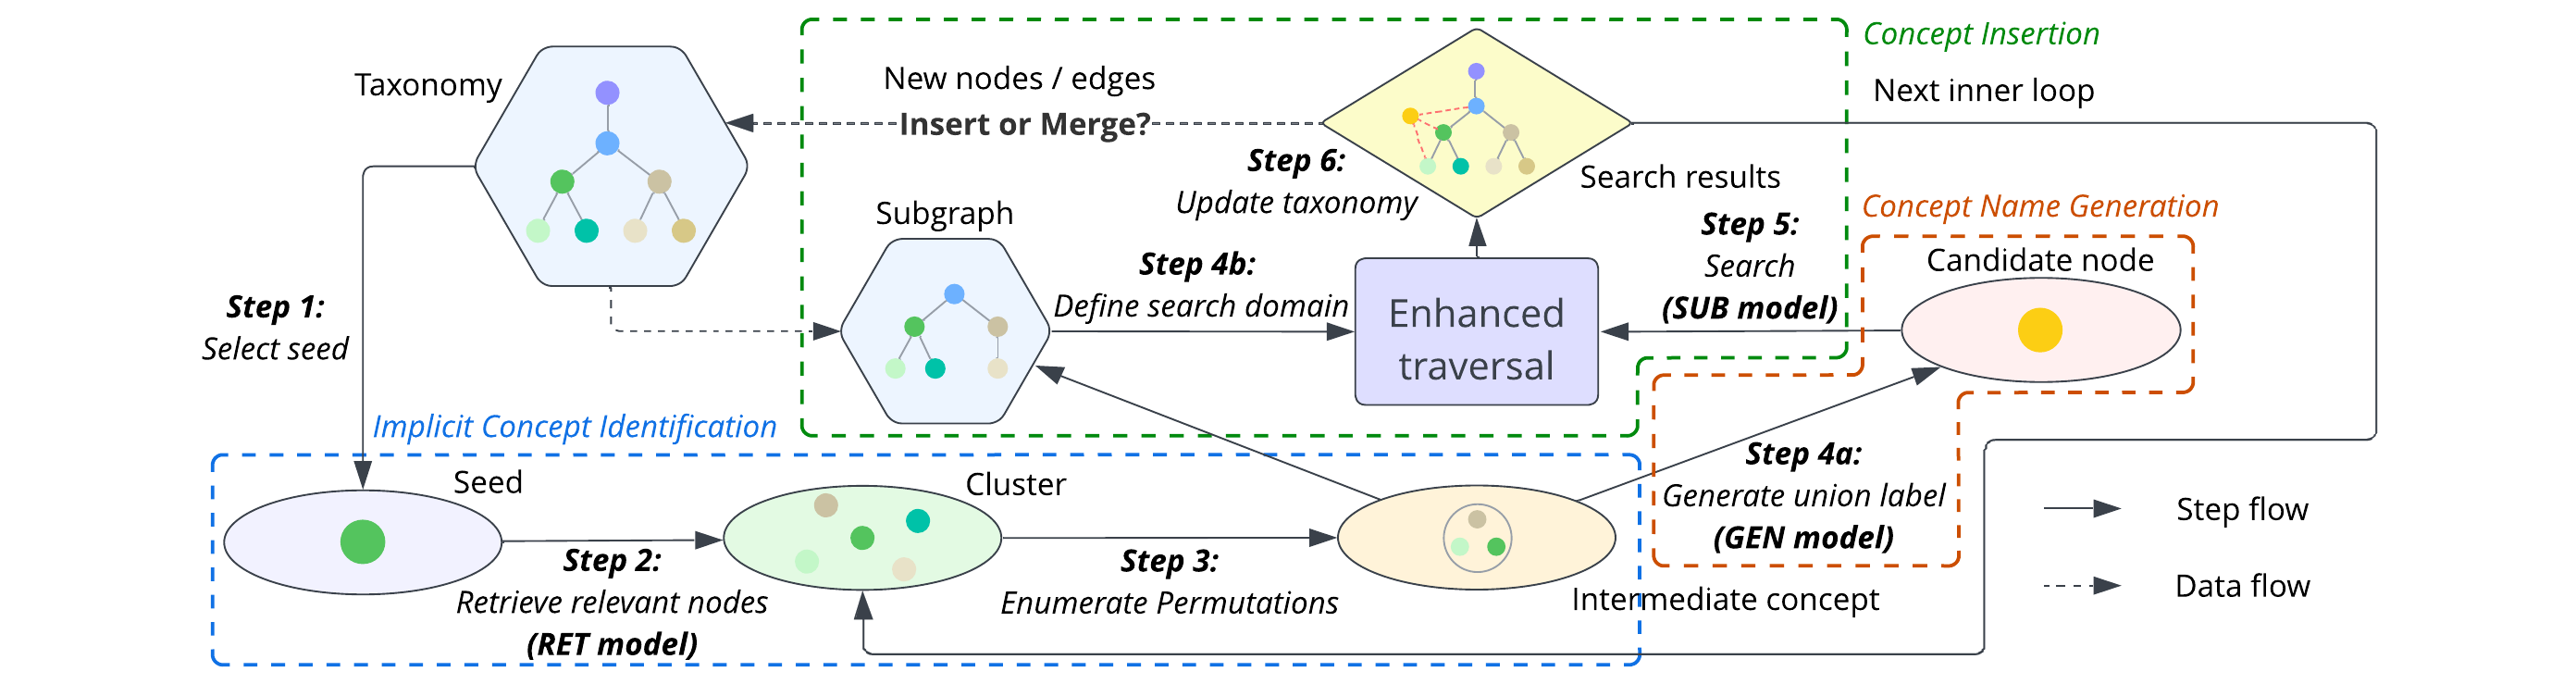 Concept Insertion
Taxonomy
New nodes / edges
Insert or Merge?
Next inner loop
Step 6:
Update taxonomy
Search results
Subgraph
Step 5:
Search
(SUB model)
Concept Name Generation
Candidate node
Step 4b:
Define search domain
Enhanced
traversal
Step 1:
Select seed
Implicit Concept Identification
Seed
Cluster
Step 4a:
Generate union label
(GEN model)
Step 2:
Retrieve relevant nodes
(RET model)
Step 3:
Enumerate Permutations
Intermediate concept
Step flow
Data flow